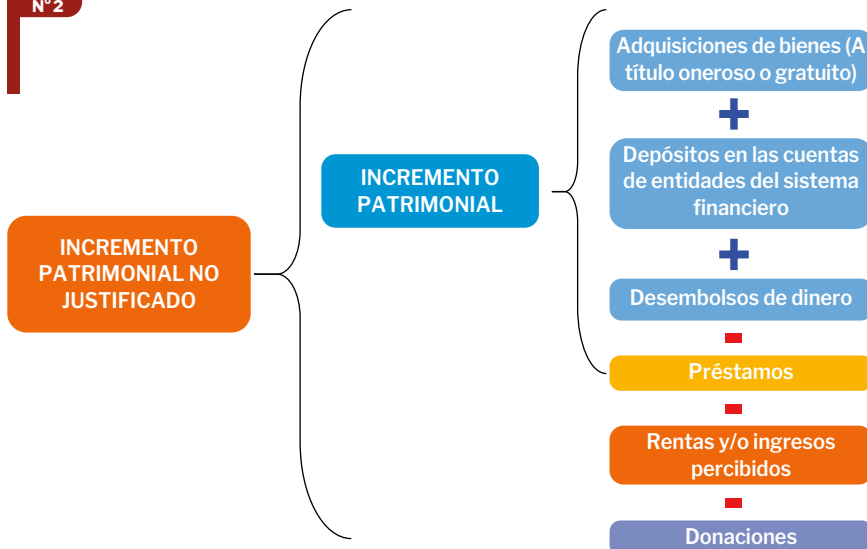 N° 2
Adquisiciones de bienes (A
título oneroso o gratuito)
+
Depósitos en las cuentas
de entidades del sistema
financiero
+
Desembolsos de dinero
-
Préstamos
-
Rentas y/o ingresos
percibidos
-
Donaciones
INCREMENTO
PATRIMONIAL
INCREMENTO
PATRIMONIAL NO
JUSTIFICADO